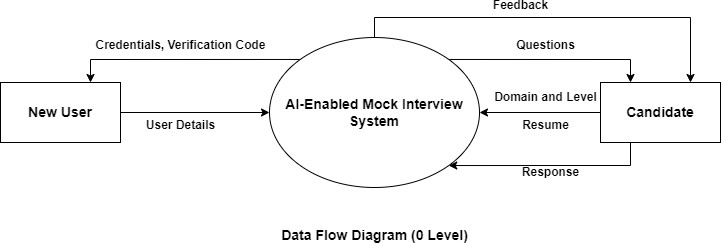 Feedback
Credentials, Verification Code
Questions
New User
AI-Enabled Mock Interview
System
Domain and Level
Candidate
User Details
Resume
Response
Data Flow Diagram (0 Level)